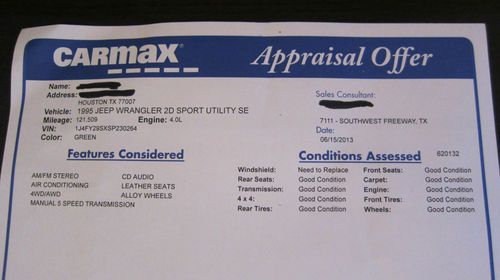 CARMAX Appraisal Offer
Name:
Address:
HOUSTON TX 77007
Vehicle: 1995 JEEP WRANGLER 2D SPORT UTILITY SE
Mileage: 121,509 Engine: 4.0L
VIN: 1J4FY29SXSP230264
Color: GREEN
Sales Consultant:
7111 - SOUTHWEST FREEWAY, TX
Date:
06/15/2013
Features Considered
AM/FM STEREO CD AUDIO
AIR CONDITIONING LEATHER SEATS
4WD/AWD ALLOY WHEELS
MANUAL 5 SPEED TRANSMISSION
Conditions Assessed 620132
Windshield: Need to Replace Front Seats: Good Condition
Rear Seats: Good Condition Carpet: Good Condition
Transmission: Good Condition Engine: Good Condition
4 x 4: Good Condition Front Tires: Good Condition
Rear Tires: Good Condition Wheels: Good Condition